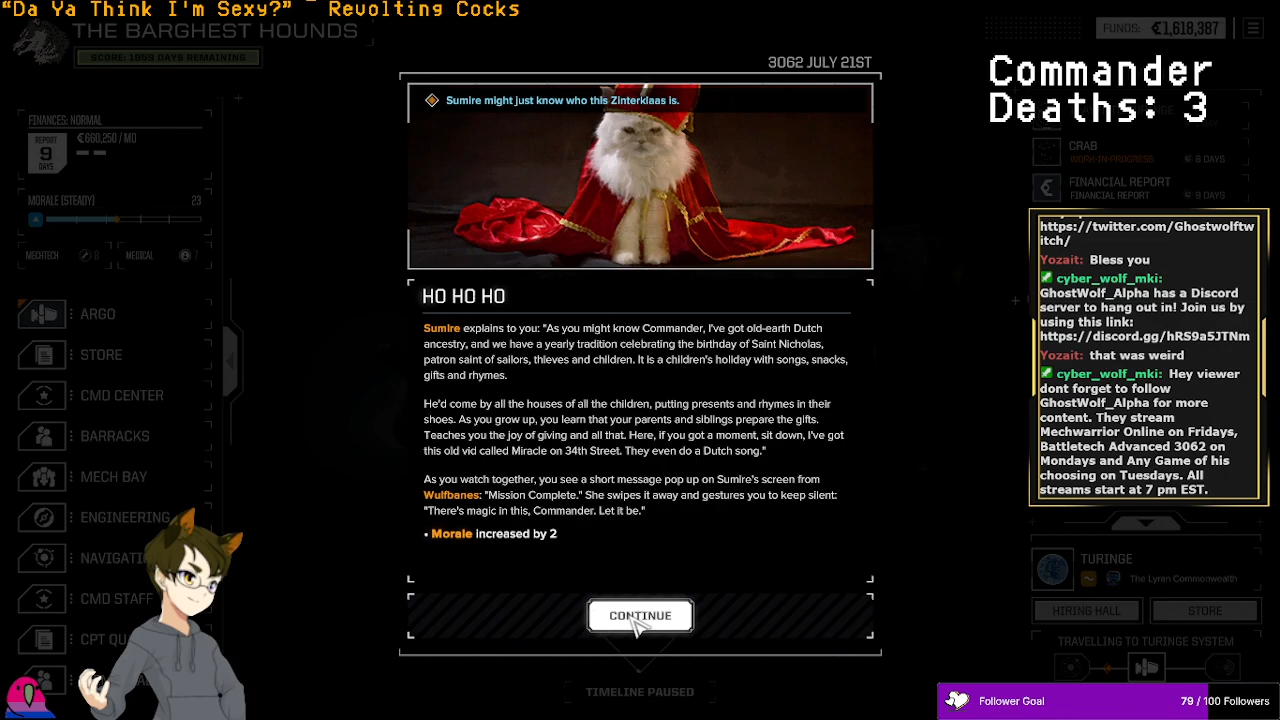 “Da Ya Think I'm Sexy?” ~ Revolting Cocks
THE BARGHEST HOUNDS
SCORE: 1959 DAYS REMAINING
FUNDS: €1,618,387
3062 JULY 21ST
Commander
Deaths: 3
FINANCES: NORMAL
REPORT
9
DAYS
€660,250 / MO
MORALE (STEADY) 23
MECHTECH 8
MEDICAL 7
ARGO
STORE
CMD CENTER
BARRACKS
MECH BAY
ENGINEERING
NAVIGATI
CMD STAFF
CPT QU
Sumire might just know who this Zinterklaas is.
HO HO HO
Sumire explains to you: "As you might know Commander, I've got old-earth Dutch
ancestry, and we have a yearly tradition celebrating the birthday of Saint Nicholas,
patron saint of sailors, thieves and children. It is a children's holiday with songs, snacks,
gifts and rhymes.
He'd come by all the houses of all the children, putting presents and rhymes in their
shoes. As you grow up, you learn that your parents and siblings prepare the gifts.
Teaches you the joy of giving and all that. Here, if you got a moment, sit down, I've got
this old vid called Miracle on 34th Street. They even do a Dutch song."
As you watch together, you see a short message pop up on Sumire's screen from
Wulfbanes: "Mission Complete." She swipes it away and gestures you to keep silent:
"There's magic in this, Commander. Let it be."
• Morale increased by 2
CONTINUE
TIMELINE PAUSED
CRAB
WORK-IN-PROGRESS 8 DAYS
FINANCIAL REPORT
FINANCIAL REPORT 9 DAYS
https://twitter.com/Ghostwolftw
itch/
Yozait: Bless you
cyber_wolf_mki:
GhostWolf_Alpha has a Discord
server to hang out in! Join us by
using this link:
https://discord.gg/hRS9a5JTNm
Yozait: that was weird
cyber_wolf_mki: Hey viewer
dont forget to follow
GhostWolf_Alpha for more
content. They stream
Mechwarrior Online on Fridays,
Battletech Advanced 3062 on
Mondays and Any Game of his
choosing on Tuesdays. All
streams start at 7 pm EST.
TURINGE
The Lyran Commonwealth
HIRING HALL
STORE
TRAVELLING TO TURINGE SYSTEM
Follower Goal 79 / 100 Followers